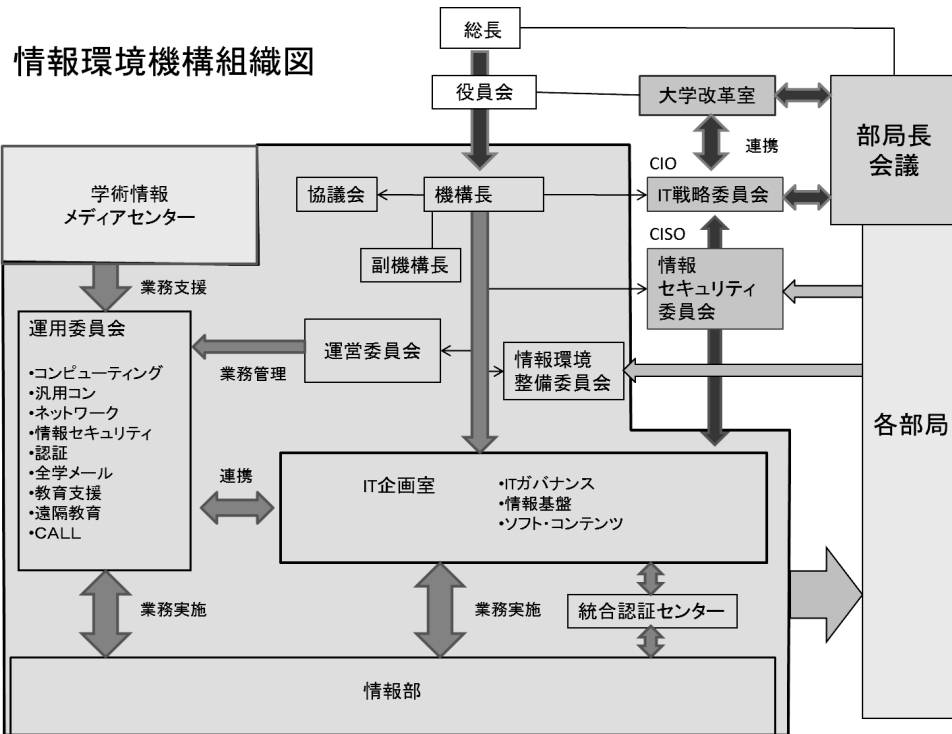 情報環境機構組織図
総長
役員会
大学改革室
部局長
会議
連携
CIO
学術情報
メディアセンター
協議会
機構長
IT戦略委員会
CISO
副機構長
情報
セキュリティ
委員会
業務支援
運用委員会
•コンピューティング
•汎用コン
•ネットワーク
•情報セキュリティ
•認証
•全学メール
•教育支援
•遠隔教育
•CALL
業務管理
運営委員会
情報環境
整備委員会
各部局
連携
IT企画室
•ITガバナンス
•情報基盤
•ソフト・コンテンツ
業務実施
業務実施
統合認証センター
情報部